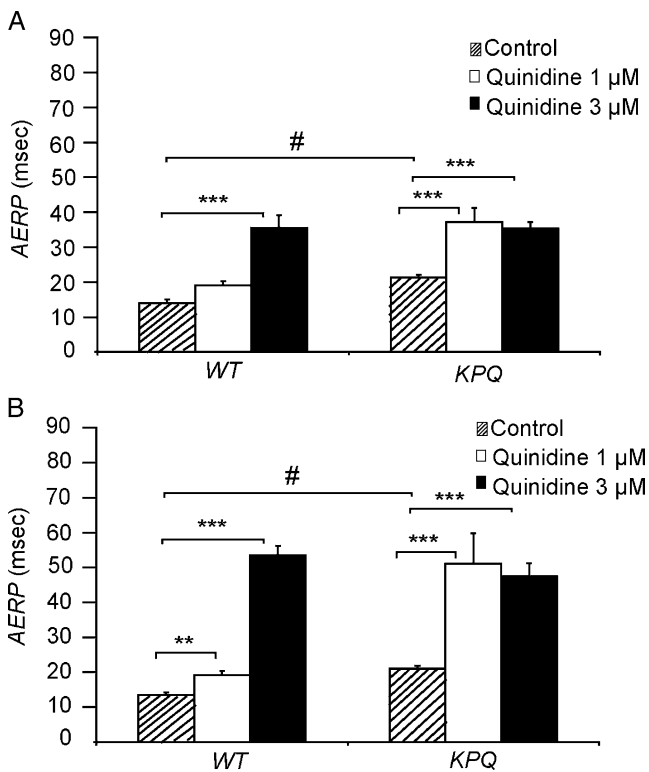 A
90
80
70
60
50
40
30
20
10
0
AERP (msec)
Control
Quinidine 1 µM
Quinidine 3 µM
#
***
***
***
WT
KPQ
B
90
80
70
60
50
40
30
20
10
0
AERP (msec)
Control
Quinidine 1 µM
Quinidine 3 µM
#
***
***
***
**
WT
KPQ